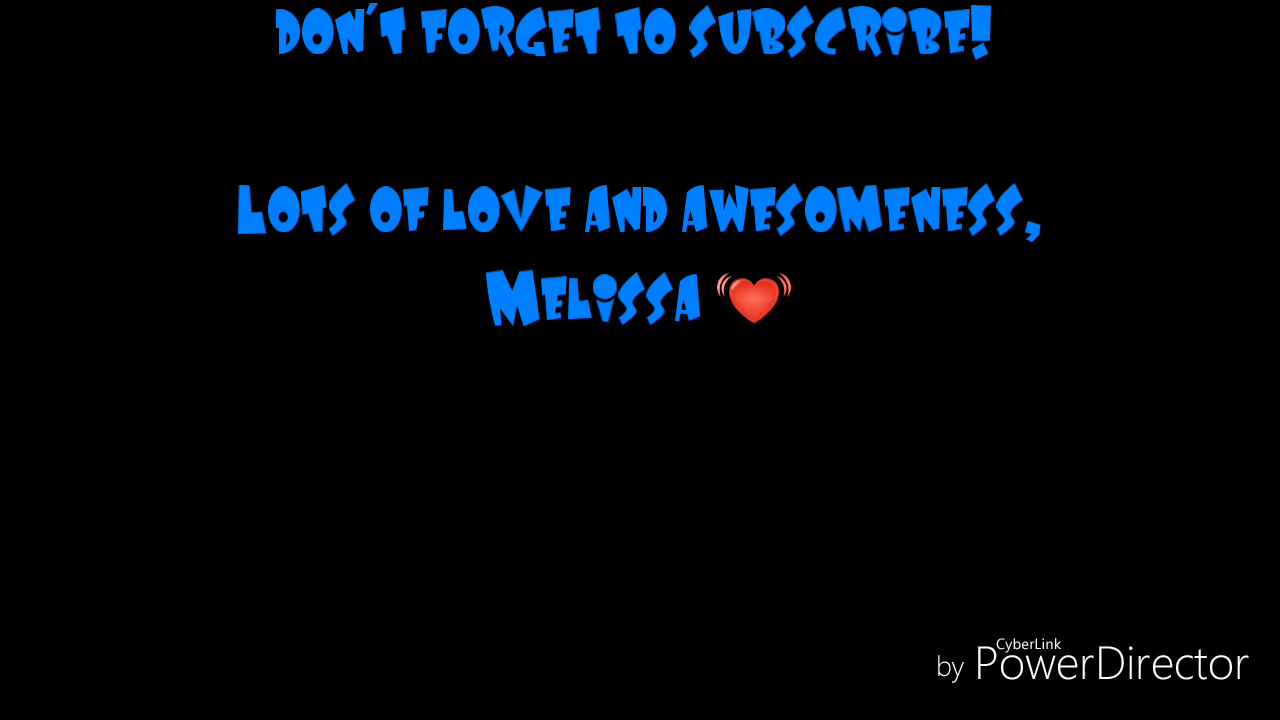 Don't forget to subscribe!
Lots of love and awesomeness,
Melissa 💓
by CyberLink PowerDirector